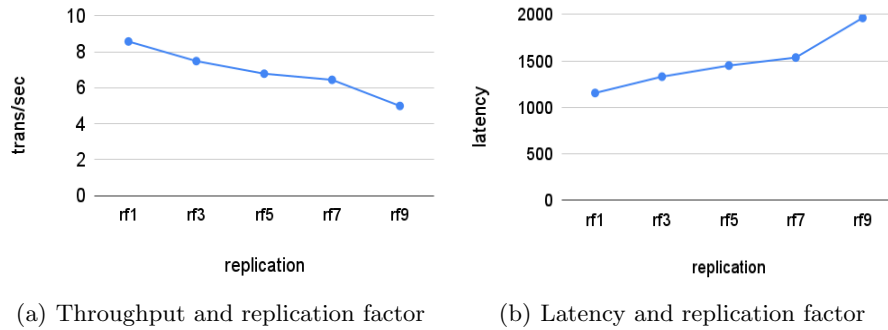 10
8
6
4
2
0
trans/sec
rf1 rf3 rf5 rf7 rf9
replication
(a) Throughput and replication factor
2000
1500
1000
500
0
latency
rf1 rf3 rf5 rf7 rf9
replication
(b) Latency and replication factor